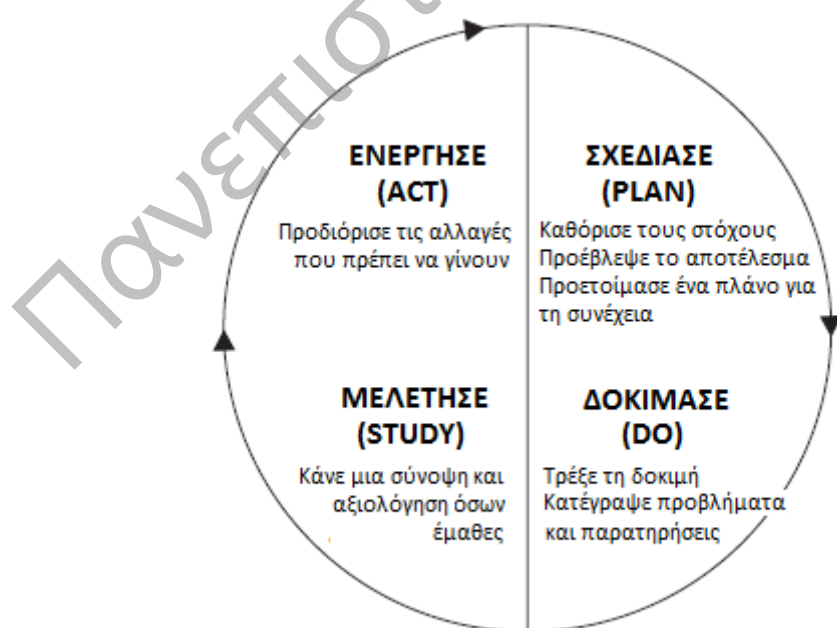 Πανεπιστ
ΕΝΕΡΓΗΣΕ
(ACT)
Προδιόρισε τις αλλαγές
που πρέπει να γίνουν
ΣΧΕΔΙΑΣΕ
(PLAN)
Καθόρισε τους στόχους
Προέβλεψε το αποτέλεσμα
Προετοίμασε ένα πλάνο για
τη συνέχεια
ΜΕΛΕΤΗΣΕ
(STUDY)
Κάνε μια σύνοψη και
αξιολόγηση όσων
έμαθες
ΔΟΚΙΜΑΣΕ
(DO)
Τρέξε τη δοκιμή
Κατέγραψε προβλήματα
και παρατηρήσεις